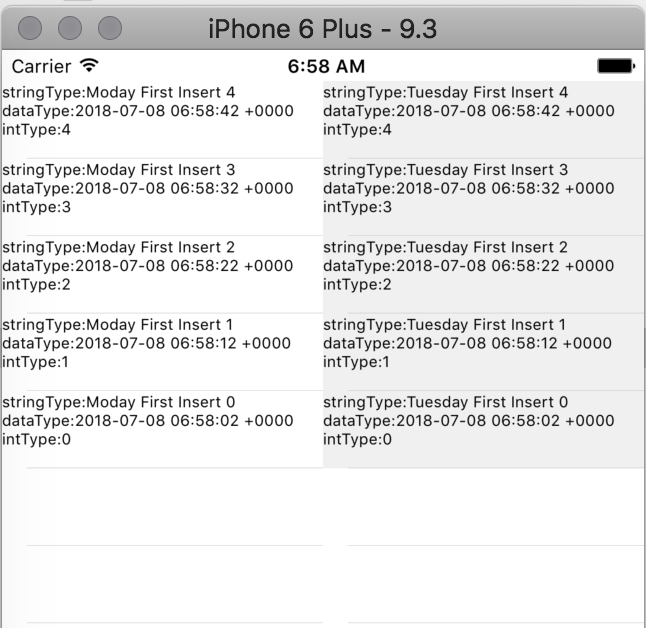 iPhone 6 Plus - 9.3
Carrier 6:58 AM
stringType:Moday First Insert 4
dataType:2018-07-08 06:58:42 +0000
intType:4
stringType:Tuesday First Insert 4
dataType:2018-07-08 06:58:42 +0000
intType:4
stringType:Moday First Insert 3
dataType:2018-07-08 06:58:32 +0000
intType:3
stringType:Tuesday First Insert 3
dataType:2018-07-08 06:58:32 +0000
intType:3
stringType:Moday First Insert 2
dataType:2018-07-08 06:58:22 +0000
intType:2
stringType:Tuesday First Insert 2
dataType:2018-07-08 06:58:22 +0000
intType:2
stringType:Moday First Insert 1
dataType:2018-07-08 06:58:12 +0000
intType:1
stringType:Tuesday First Insert 1
dataType:2018-07-08 06:58:12 +0000
intType:1
stringType:Moday First Insert 0
dataType:2018-07-08 06:58:02 +0000
intType:0
stringType:Tuesday First Insert 0
dataType:2018-07-08 06:58:02 +0000
intType:0